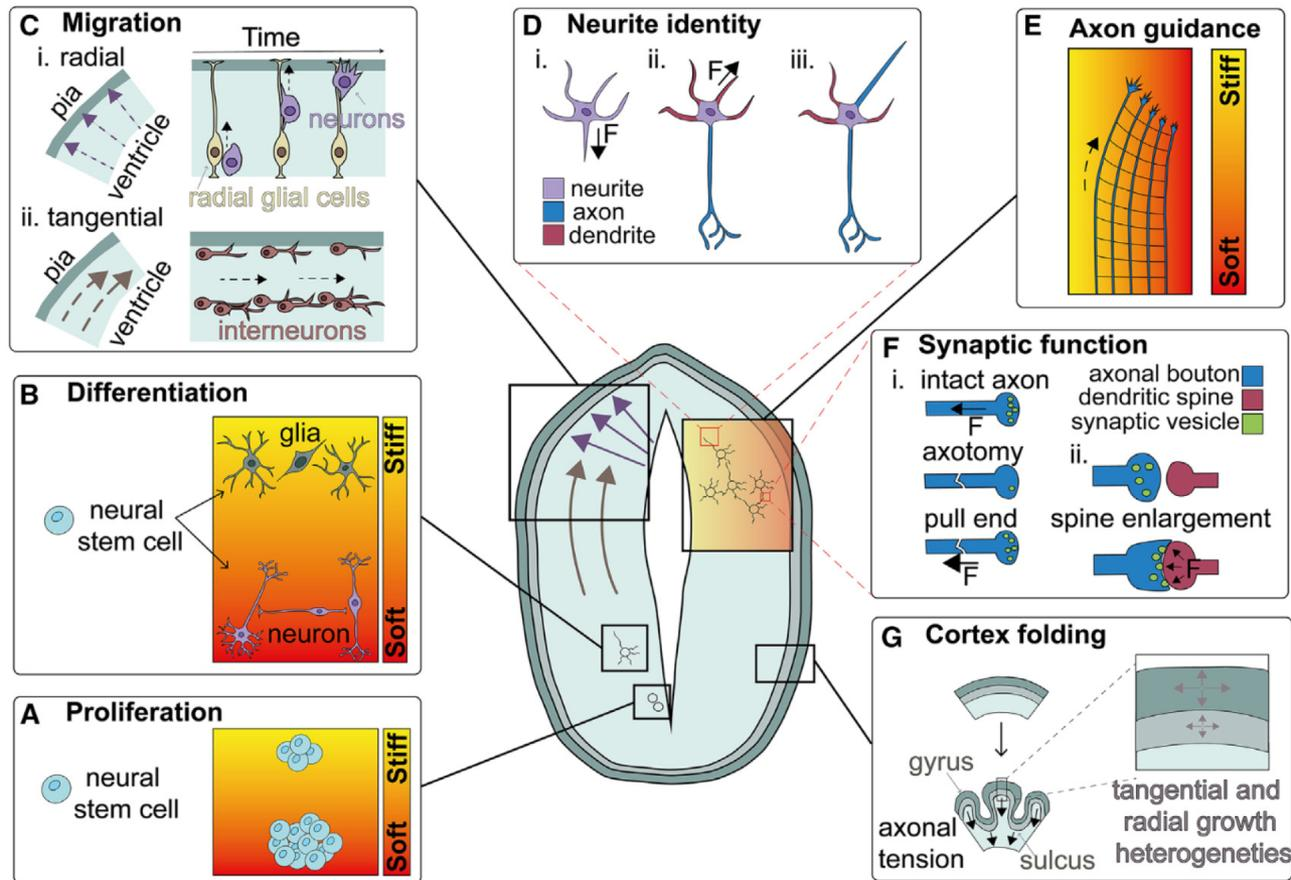 C Migration
i. radial
pia
ventricle
Time
neurons
radial glial cells
ii. tangential
pia
ventricle
interneurons
D Neurite identity
i.
ii.
iii.
F
F
neurite
axon
dendrite
E Axon guidance
Stiff
Soft
B Differentiation
neural
stem cell
glia
neuron
Stiff
Soft
F Synaptic function
i. intact axon
F
axotomy
pull end
F
axonal bouton
dendritic spine
synaptic vesicle
ii.
spine enlargement
F
A Proliferation
neural
stem cell
Stiff
Soft
G Cortex folding
gyrus
axonal
tension
sulcus
tangential and
radial growth
heterogeneties